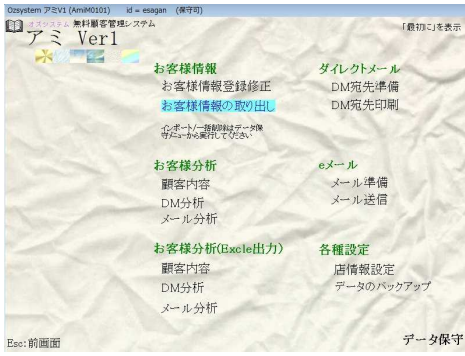 Ozsystem アミV1 (AmiM0101) id = esagan (保守可)
オズシステム 無料顧客管理システム
「最初に」を表示
アミ Ver1
お客様情報
お客様情報登録修正
お客様情報の取り出し
インポート/一括削除はデータ保
守メニューから実行してください
ダイレクトメール
DM宛先準備
DM宛先印刷
お客様分析
顧客内容
DM分析
メール分析
eメール
メール準備
メール送信
お客様分析(Excle出力)
顧客内容
DM分析
メール分析
各種設定
店情報設定
データのバックアップ
Esc:前画面
データ保守